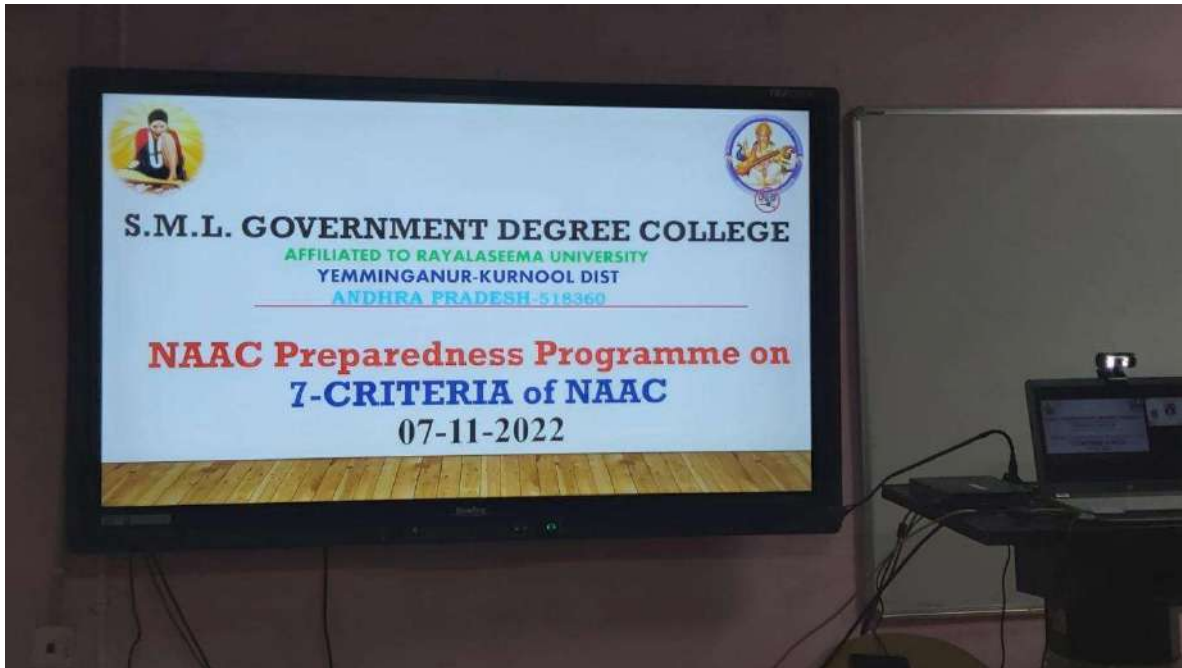 S.M.L. GOVERNMENT DEGREE COLLEGE
AFFILIATED TO RAYALASEEMA UNIVERSITY
YEMMINGANUR-KURNOOL DIST
ANDHRA PRADESH-518360
NAAC Preparedness Programme on
7-CRITERIA of NAAC
07-11-2022